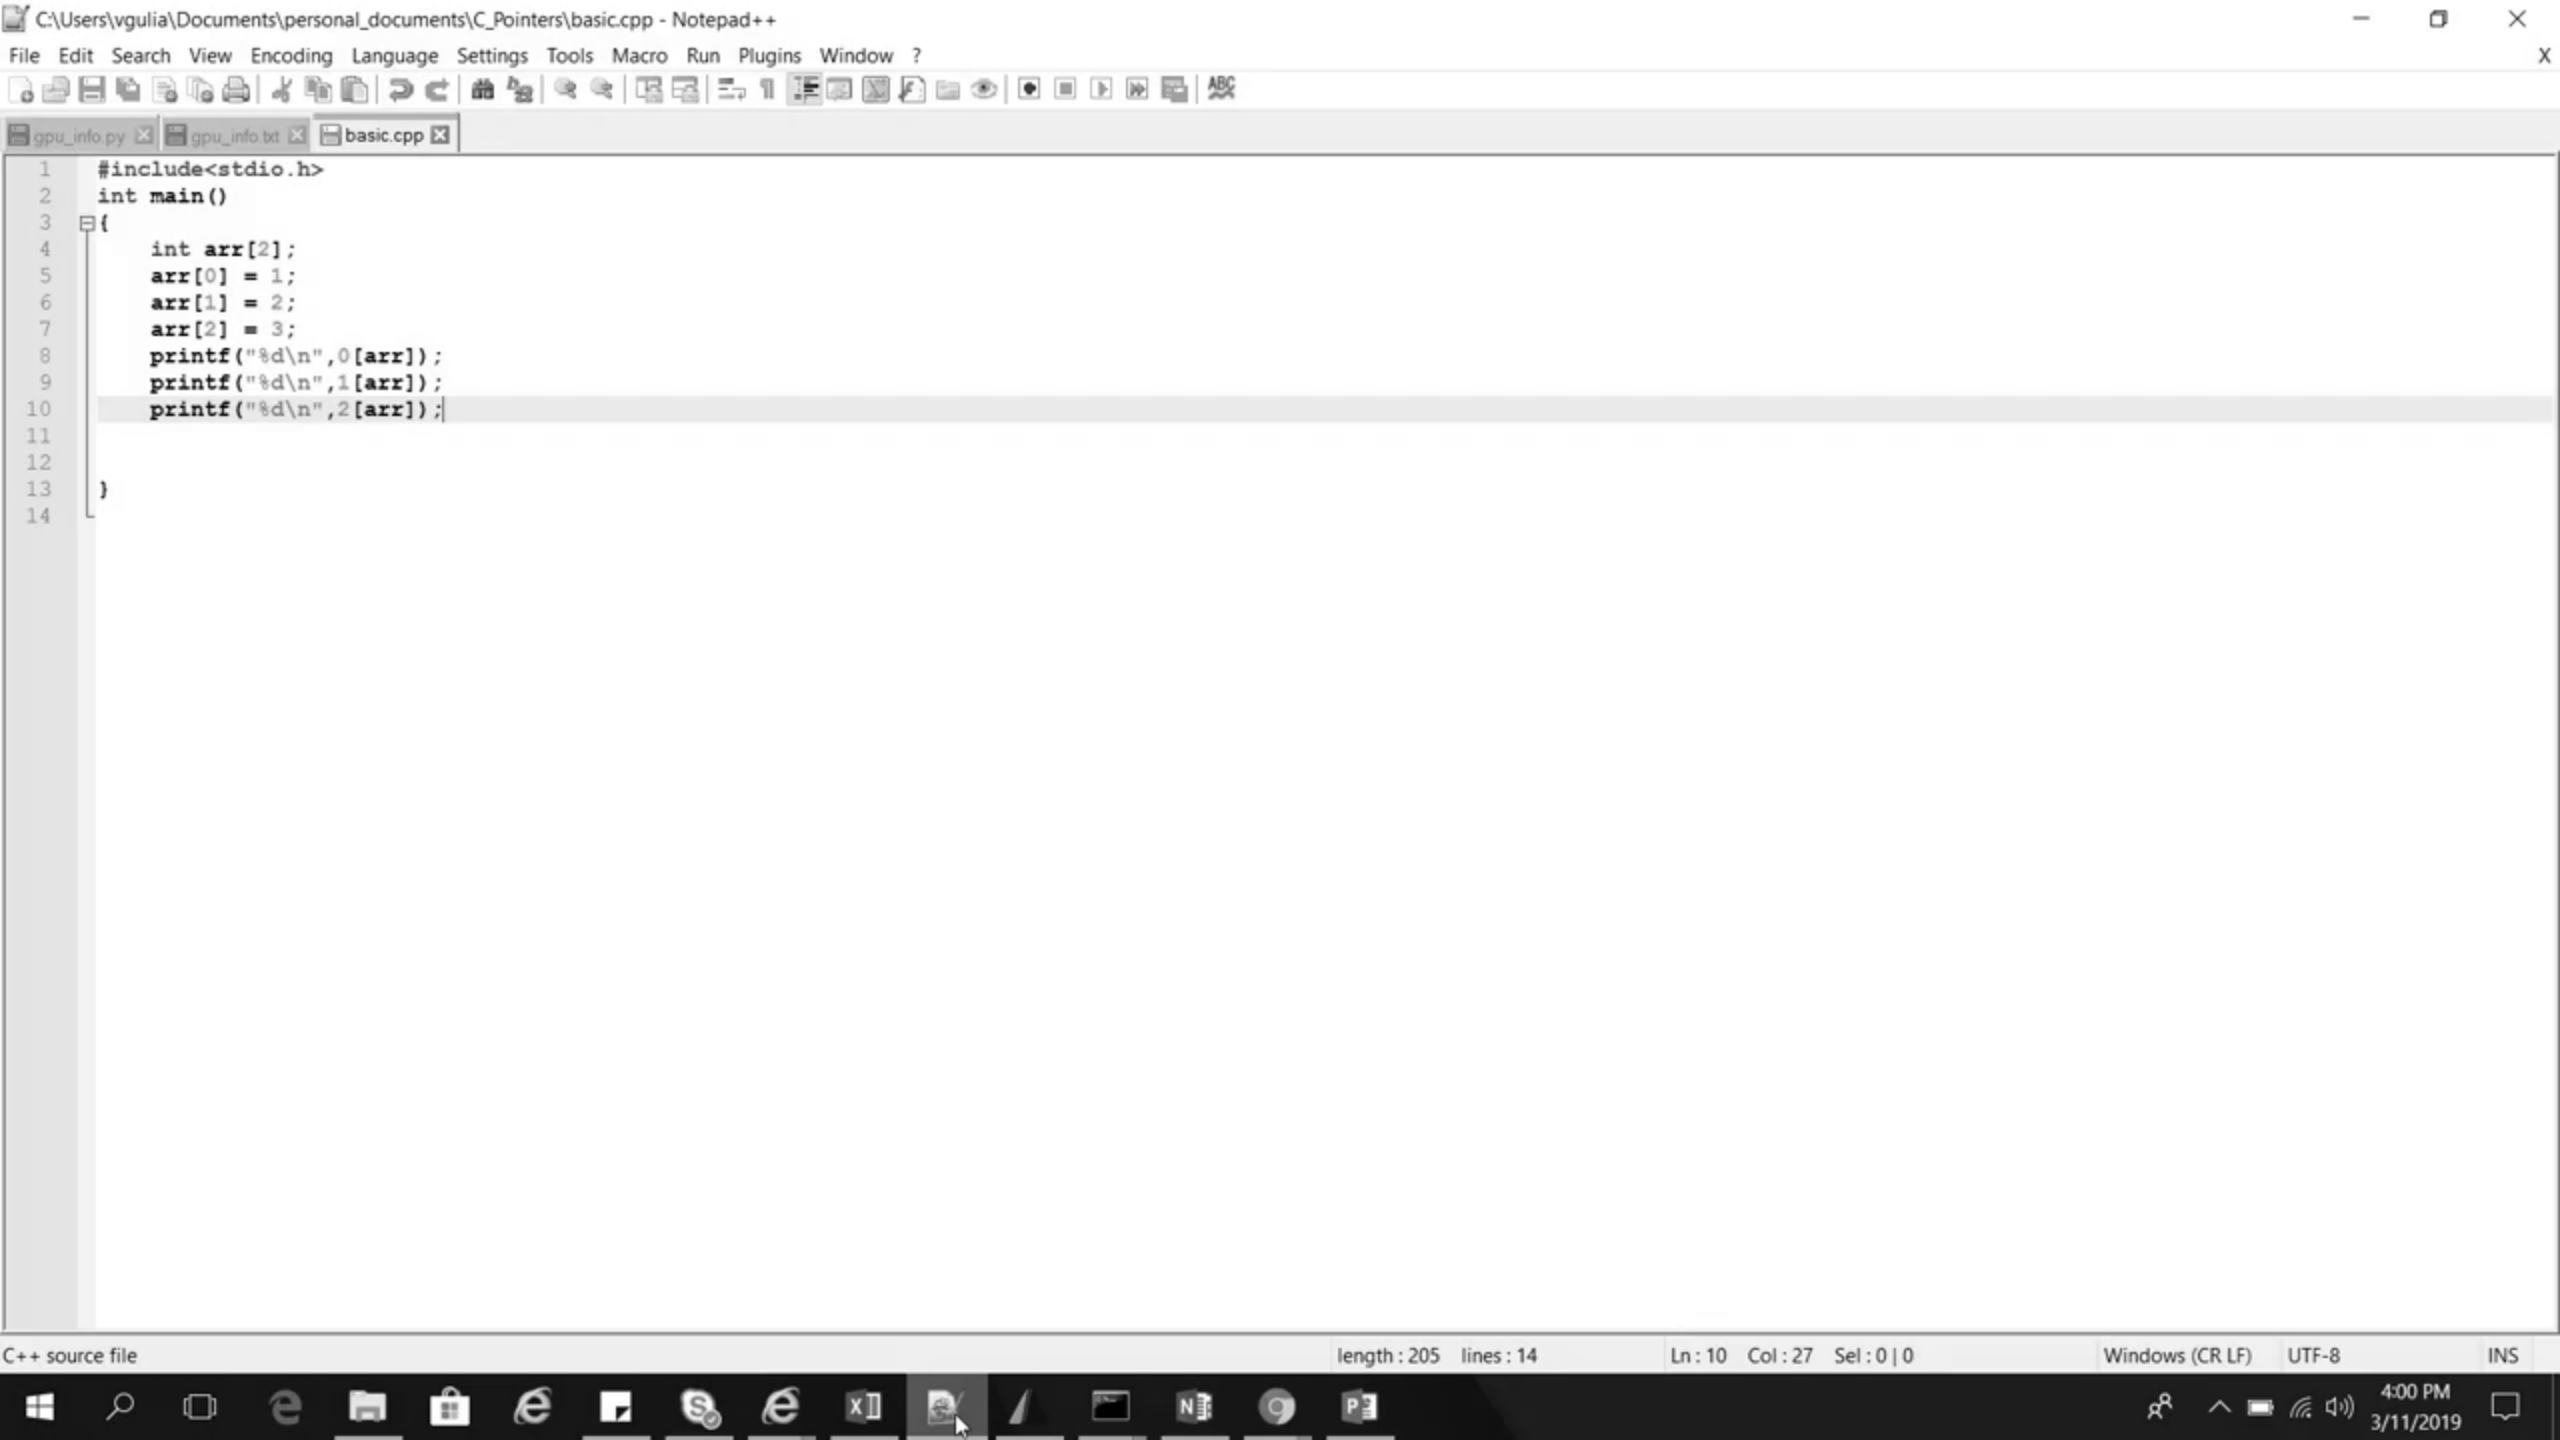 C:\Users\vgulia\Documents\personal_documents\C_Pointers\basic.cpp - Notepad++
File Edit Search View Encoding Language Settings Tools Macro Run Plugins Window ? X
ABC
gpu_info.py gpu_info.txt basic.cpp
1 #include<stdio.h>
2 int main()
3 {
4 int arr[2];
5 arr[0] = 1;
6 arr[1] = 2;
7 arr[2] = 3;
8 printf("%d\n",0[arr]);
9 printf("%d\n",1[arr]);
10 printf("%d\n",2[arr]);
11
12
13 }
14
C++ source file length : 205 lines : 14 Ln : 10 Col : 27 Sel : 0 | 0 Windows (CR LF) UTF-8 INS
4:00 PM
3/11/2019